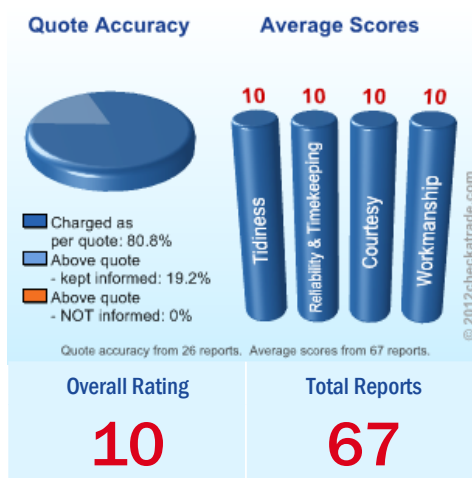 Quote Accuracy
Charged as
per quote: 80.8%
Above quote
- kept informed: 19.2%
Above quote
- NOT informed: 0%
Average Scores
10 10 10 10
Tidiness
Reliability & Timekeeping
Courtesy
Workmanship
© 2012checkatrade.com
Quote accuracy from 26 reports. Average scores from 67 reports.
Overall Rating
10
Total Reports
67